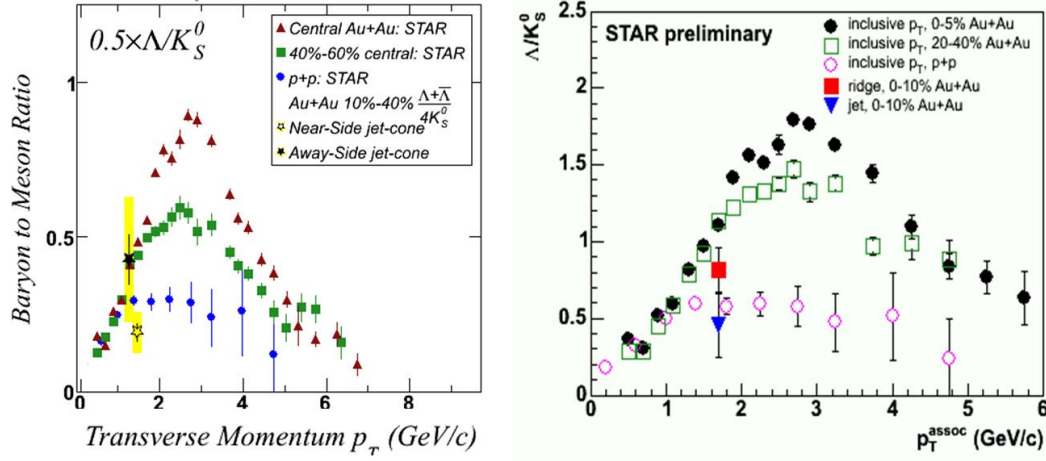 0.5×Λ/K⁰_S
Central Au+Au: STAR
40%-60% central: STAR
p+p: STAR
Au+Au 10%-40% Λ+Λ̅/4K⁰_S
Near-Side jet-cone
Away-Side jet-cone
Baryon to Meson Ratio
1
0.5
0
0 2 4 6 8
Transverse Momentum p_T (GeV/c)
Λ/K⁰_S
STAR preliminary
inclusive p_T, 0-5% Au+Au
inclusive p_T, 20-40% Au+Au
inclusive p_T, p+p
ridge, 0-10% Au+Au
jet, 0-10% Au+Au
2.5
2
1.5
1
0.5
0
0 1 2 3 4 5 6
p_T^assoc (GeV/c)